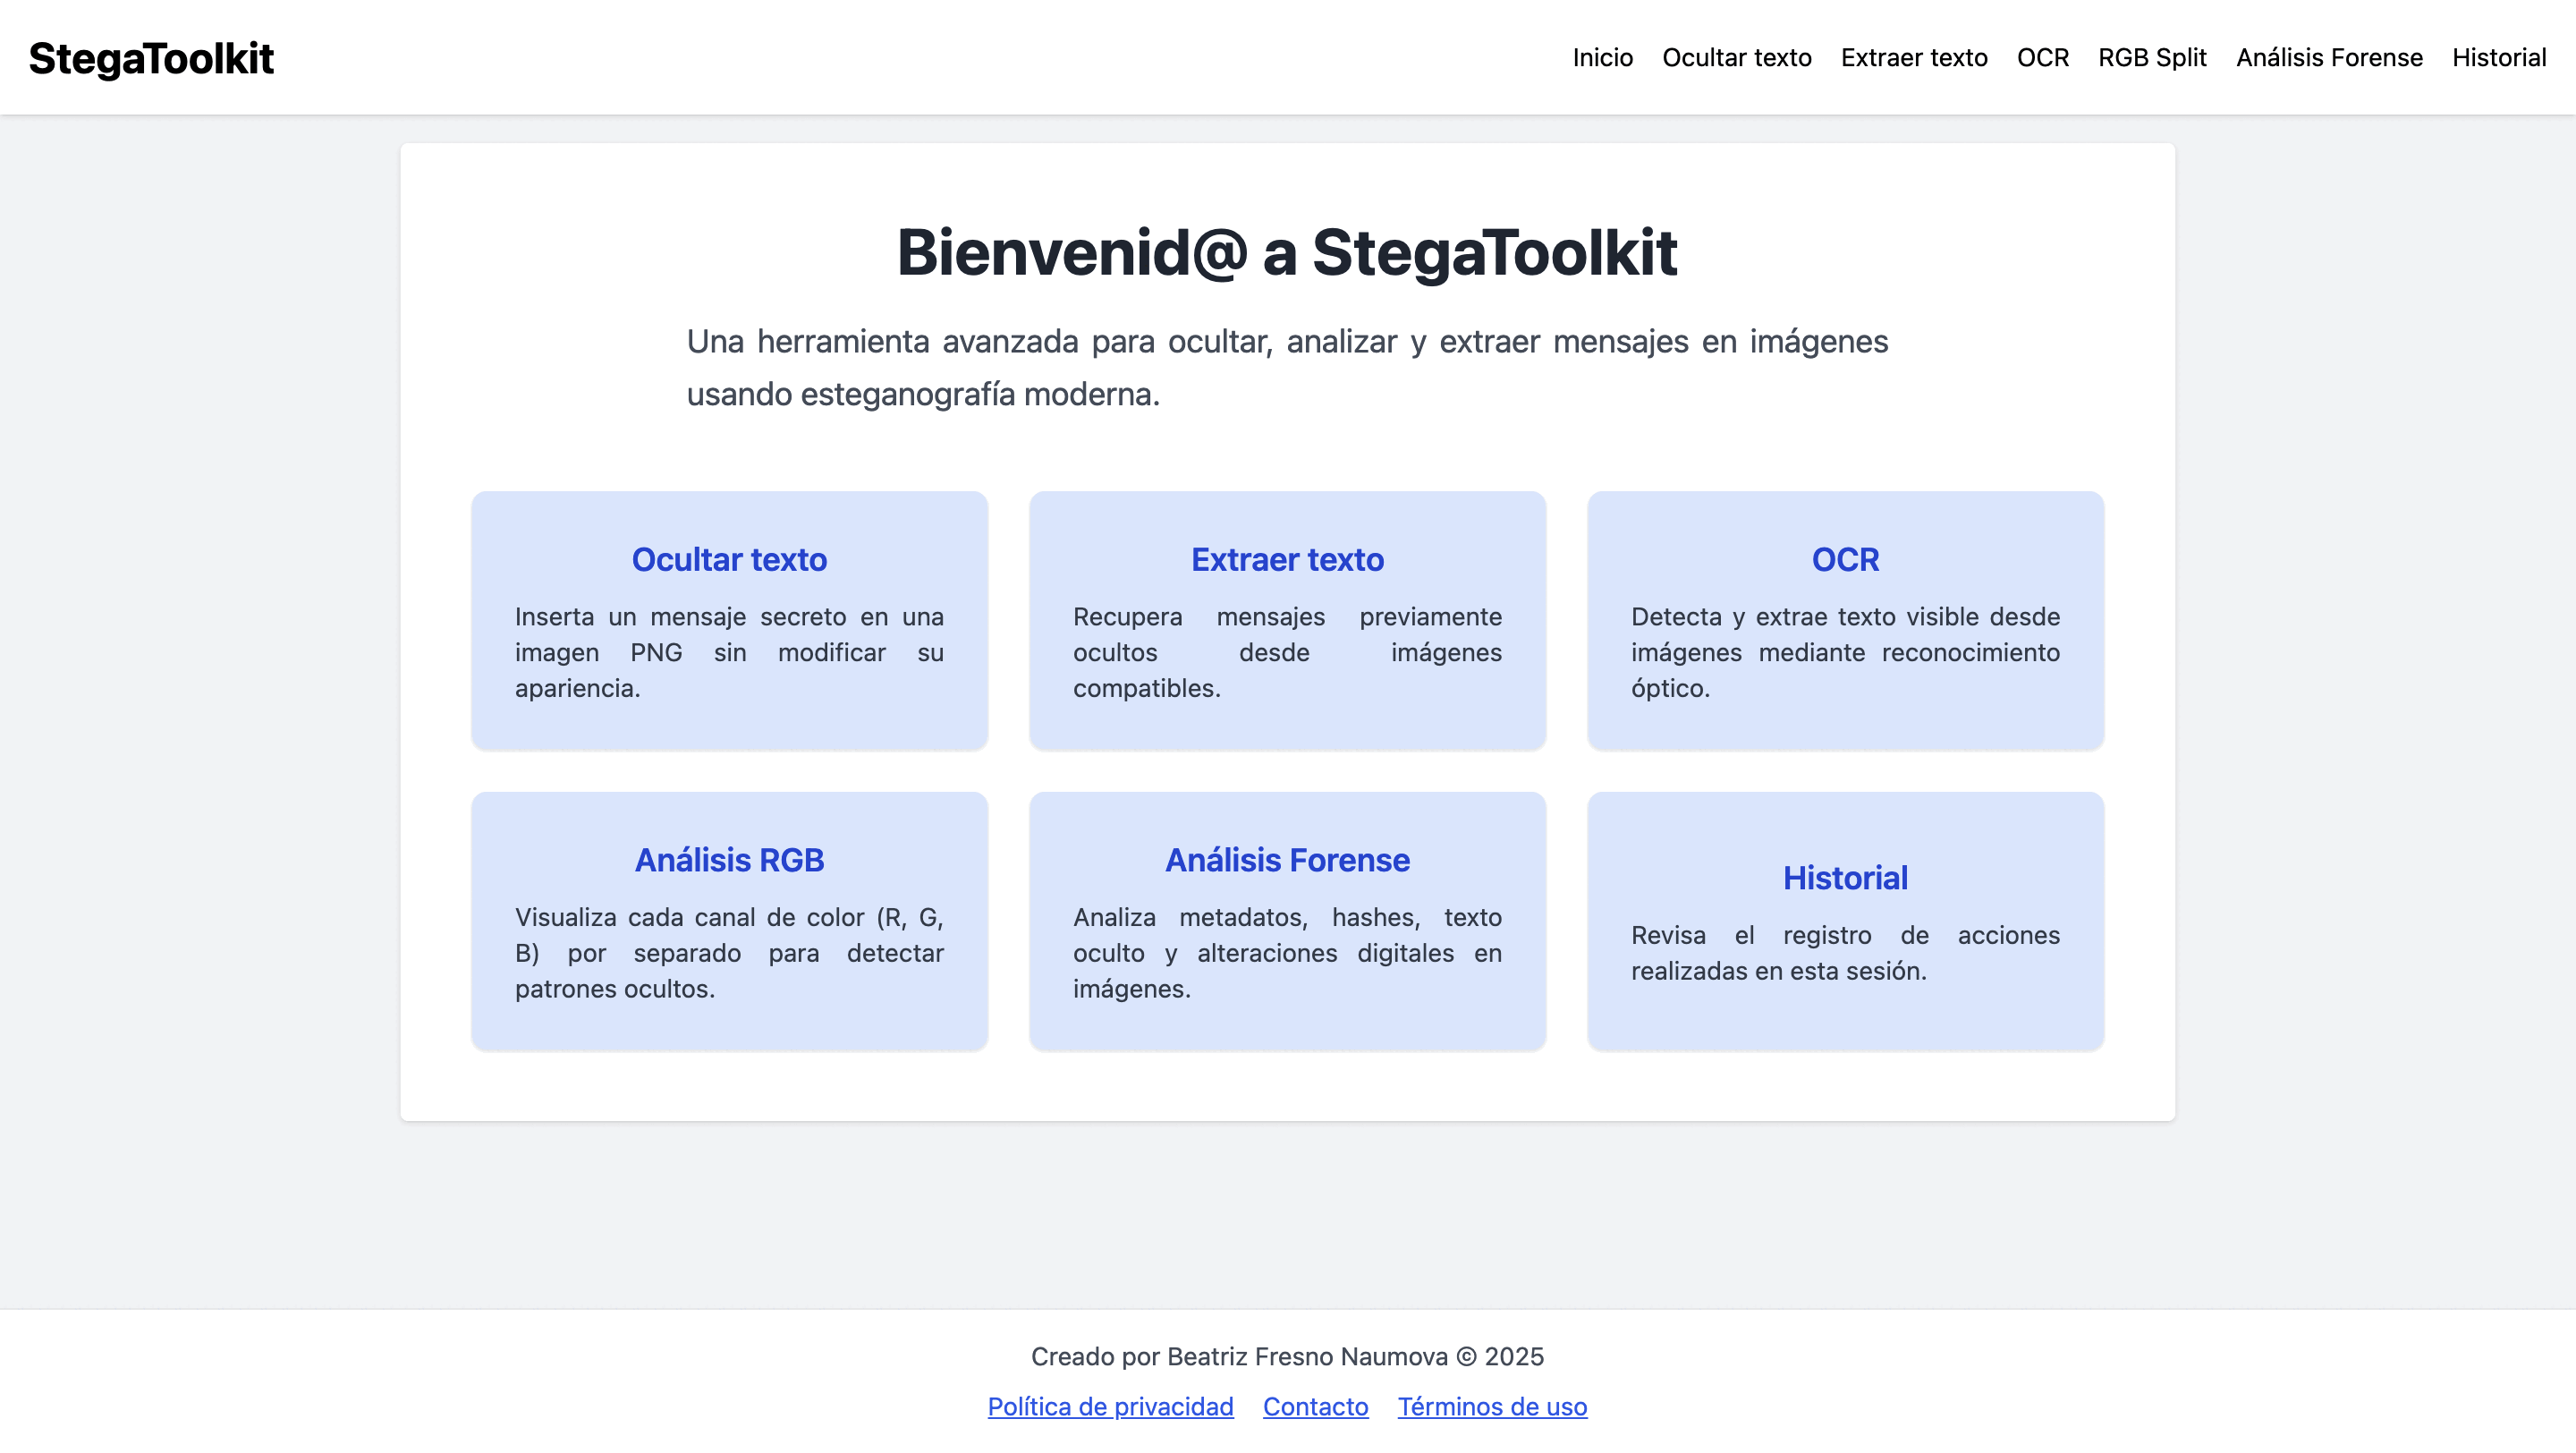 StegaToolkit
Inicio Ocultar texto Extraer texto OCR RGB Split Análisis Forense Historial
Bienvenid@ a StegaToolkit
Una herramienta avanzada para ocultar, analizar y extraer mensajes en imágenes
usando esteganografía moderna.
Ocultar texto
Inserta un mensaje secreto en una
imagen PNG sin modificar su
apariencia.
Extraer texto
Recupera mensajes previamente
ocultos desde imágenes
compatibles.
OCR
Detecta y extrae texto visible desde
imágenes mediante reconocimiento
óptico.
Análisis RGB
Visualiza cada canal de color (R, G,
B) por separado para detectar
patrones ocultos.
Análisis Forense
Analiza metadatos, hashes, texto
oculto y alteraciones digitales en
imágenes.
Historial
Revisa el registro de acciones
realizadas en esta sesión.
Creado por Beatriz Fresno Naumova © 2025
Política de privacidad Contacto Términos de uso